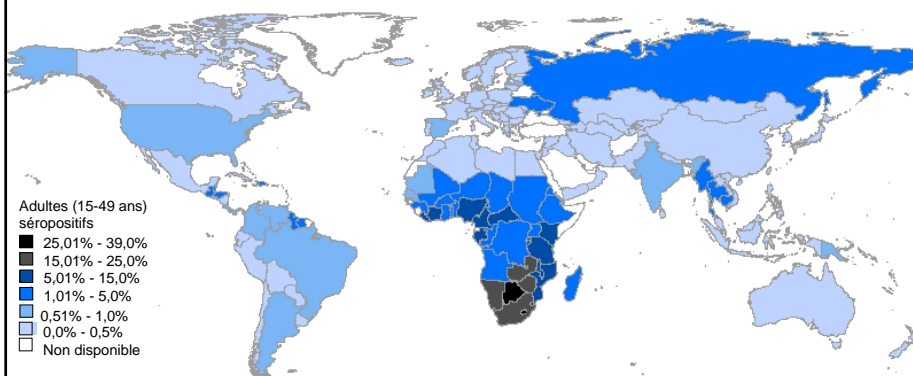 Adultes (15-49 ans)
séropositifs
25,01% - 39,0%
15,01% - 25,0%
5,01% - 15,0%
1,01% - 5,0%
0,51% - 1,0%
0,0% - 0,5%
Non disponible